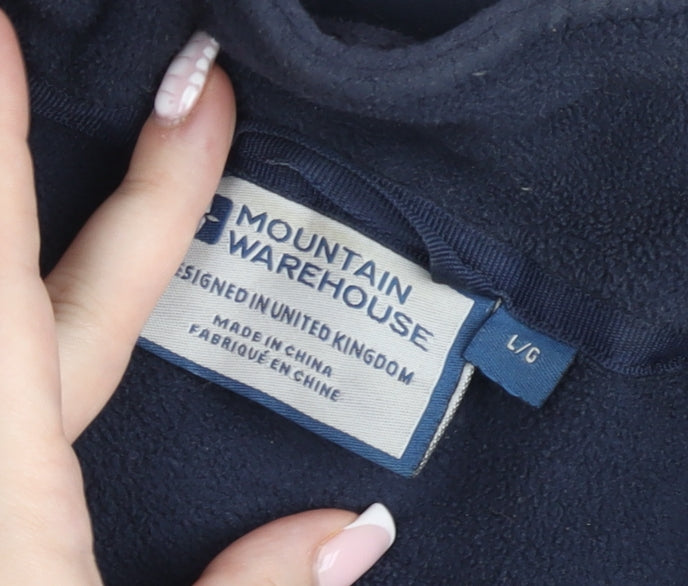 MOUNTAIN
WAREHOUSE
ESIGNED IN UNITED KINGDOM
MADE IN CHINA
FABRIQUÉ EN CHINE
L/G